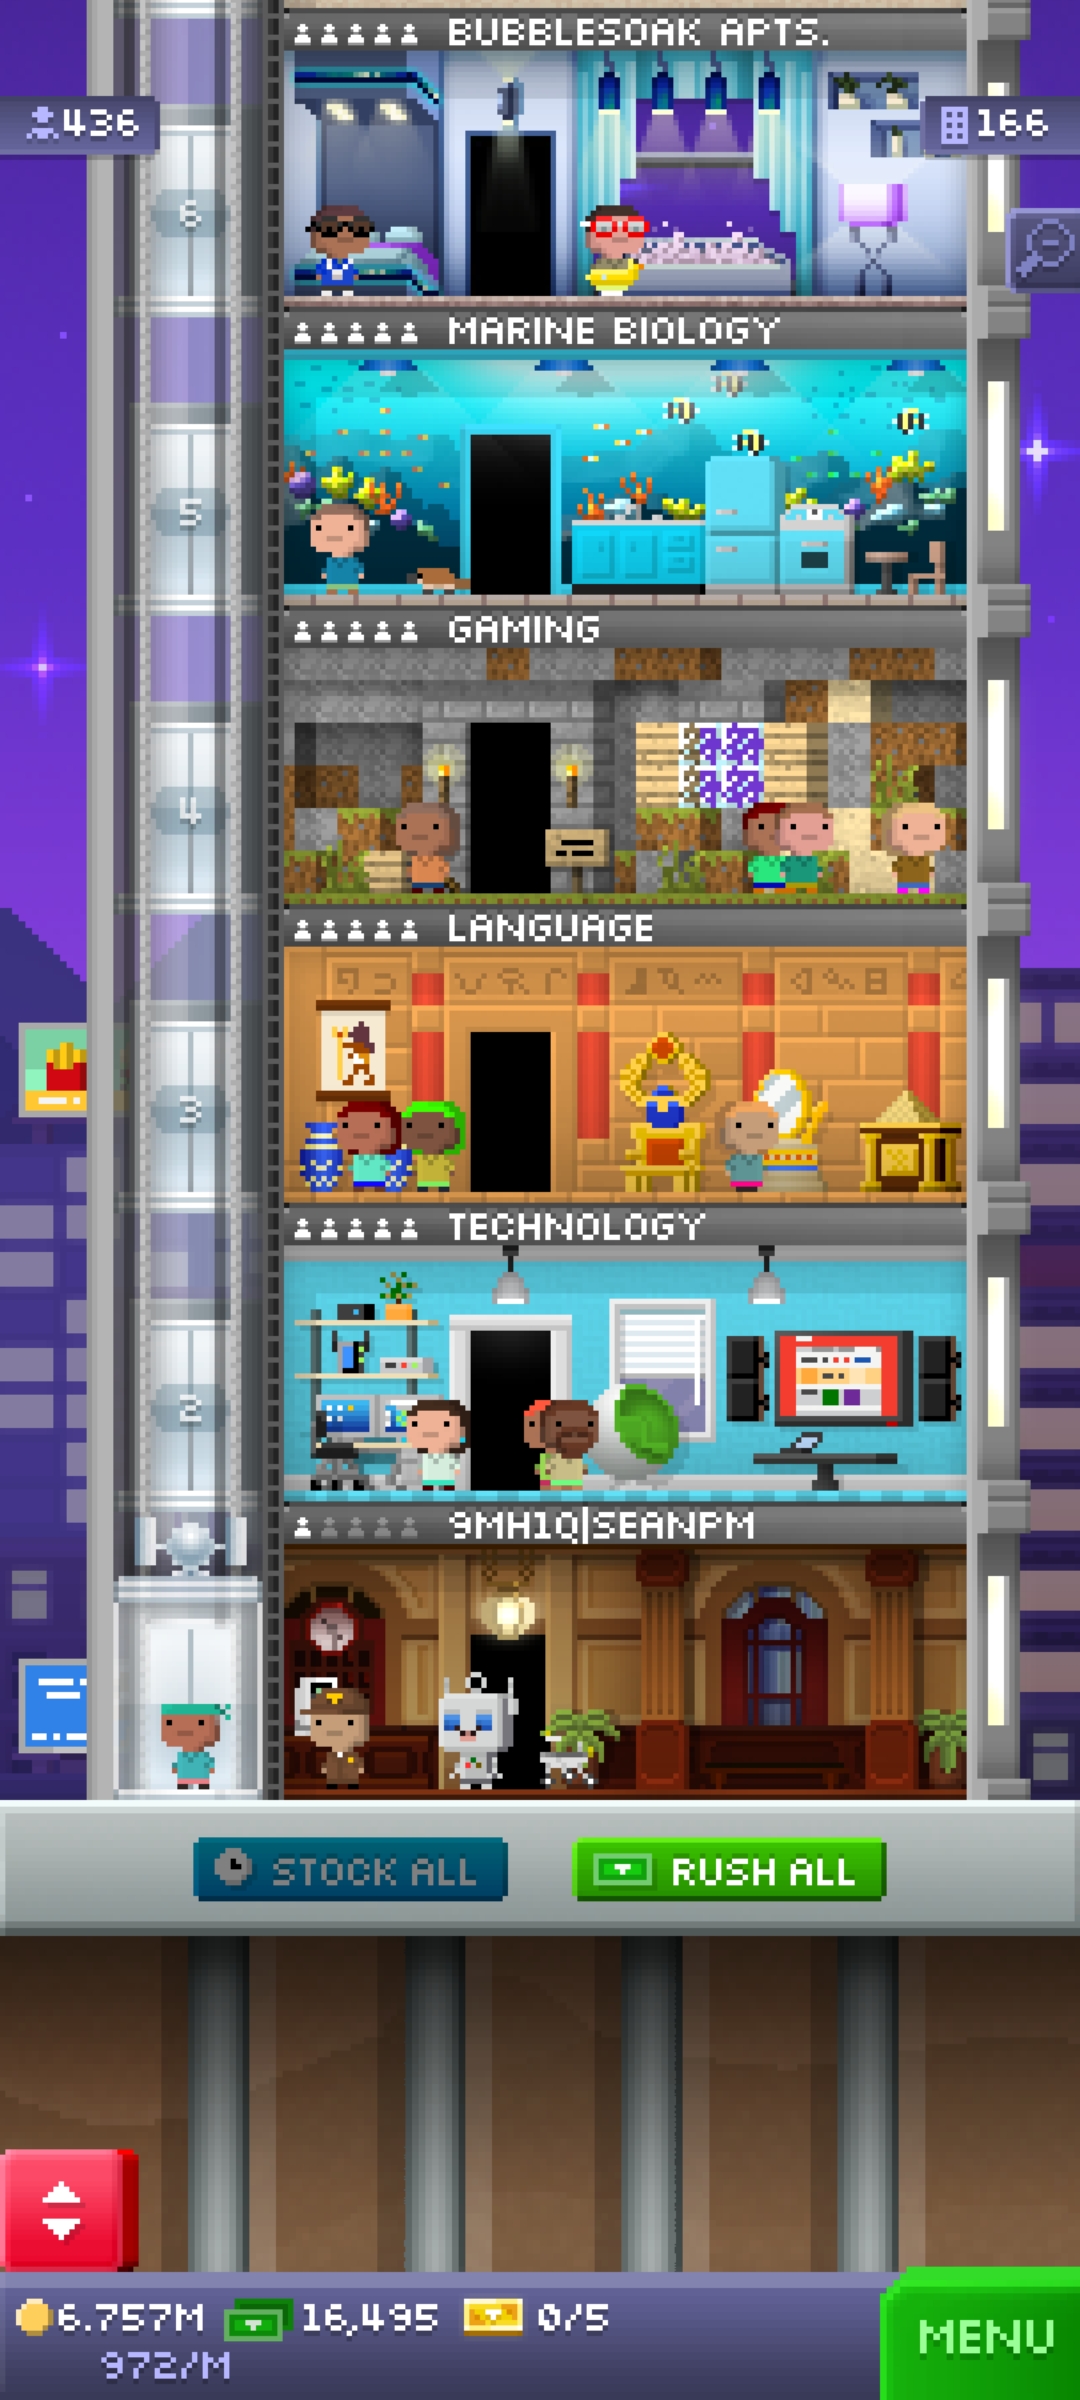 BUBBLESOAK APTS.
436
166
6
MARINE BIOLOGY
5
GAMING
4
LANGUAGE
3
TECHNOLOGY
2
9MH1Q|SEANPM
STOCK ALL
RUSH ALL
6.757M
16,495
0/5
972/M
MENU